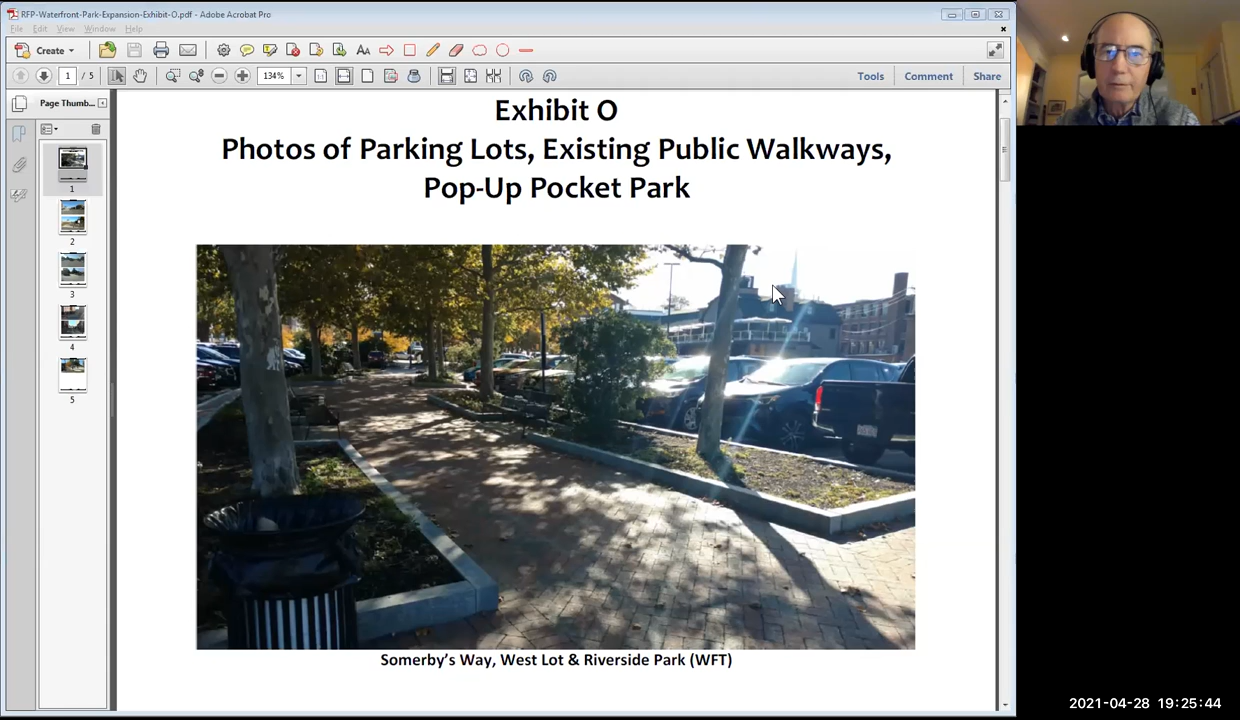 RFP-Waterfront-Park-Expansion-Exhibit-O.pdf - Adobe Acrobat Pro
File Edit View Window Help
Create
1 / 5
134%
Tools Comment Share
Page Thumb...
1
2
3
4
5
Exhibit O
Photos of Parking Lots, Existing Public Walkways,
Pop-Up Pocket Park
Somerby's Way, West Lot & Riverside Park (WFT)
2021-04-28 19:25:44